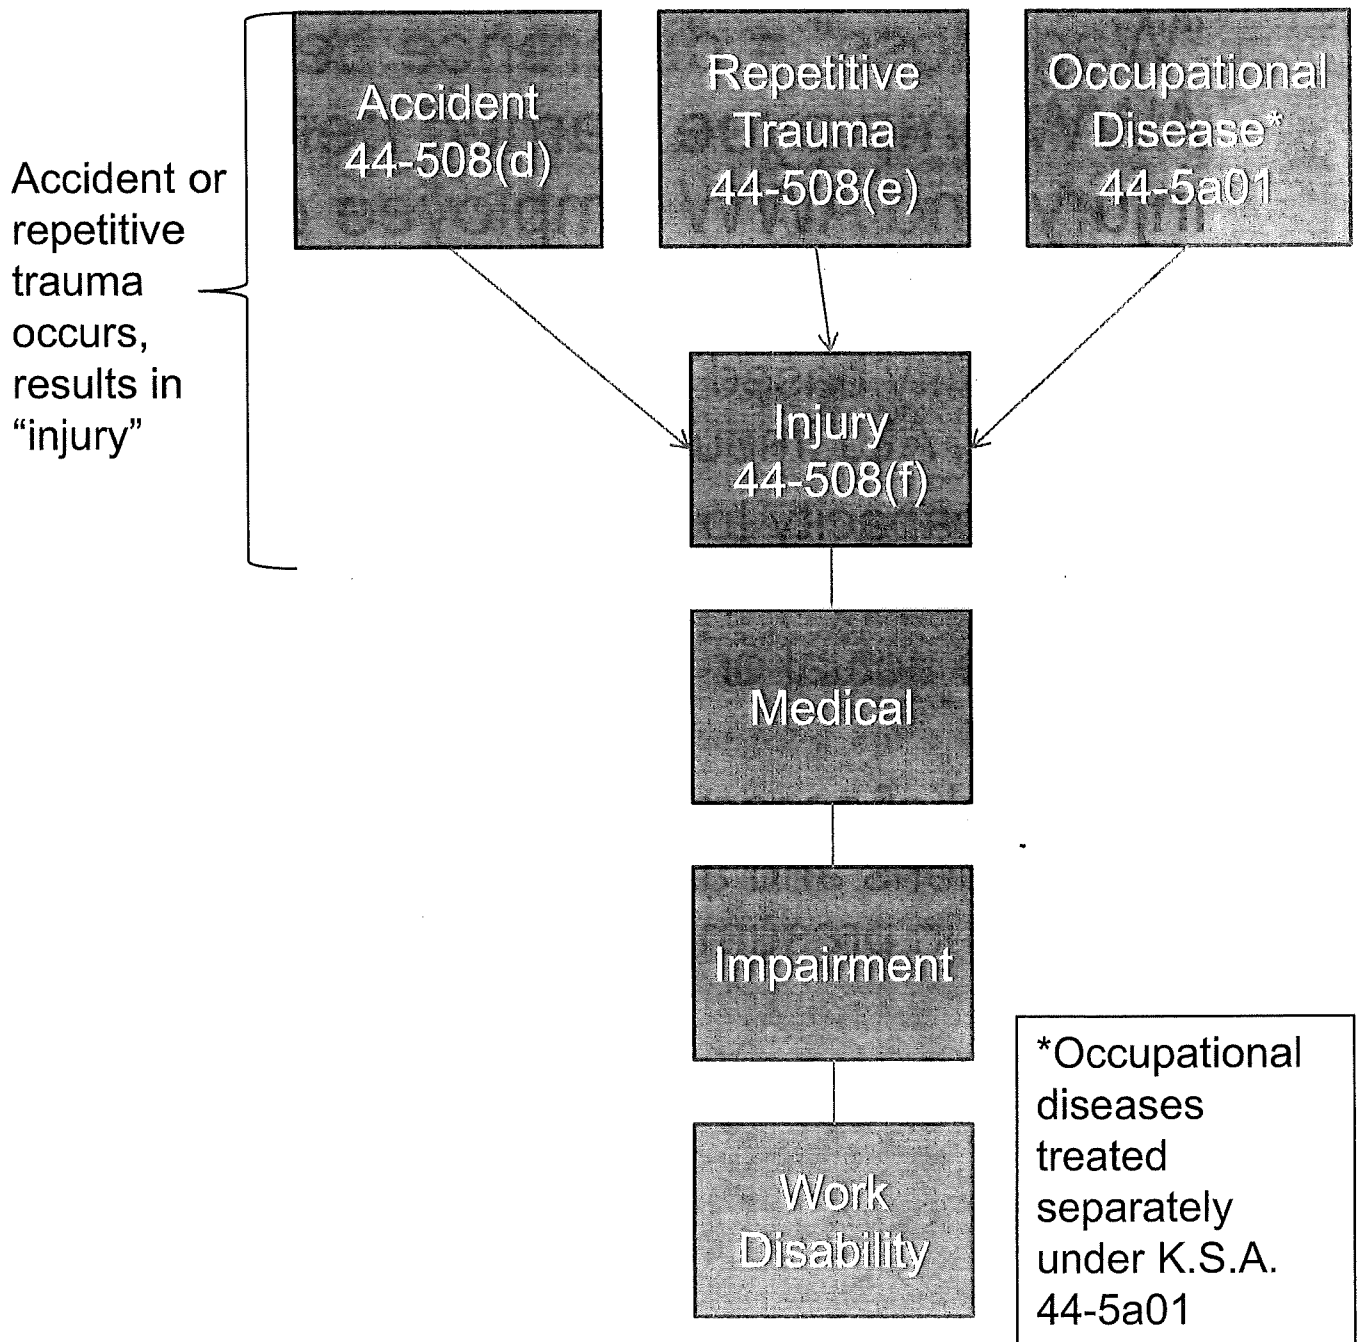 Accident or
repetitive
trauma
occurs,
results in
“injury”
Accident
44-508(d)
Repetitive
Trauma
44-508(e)
Occupational
Disease*
44-5a01
Injury
44-508(f)
Medical
Impairment
Work
Disability
*Occupational
diseases
treated
separately
under K.S.A.
44-5a01